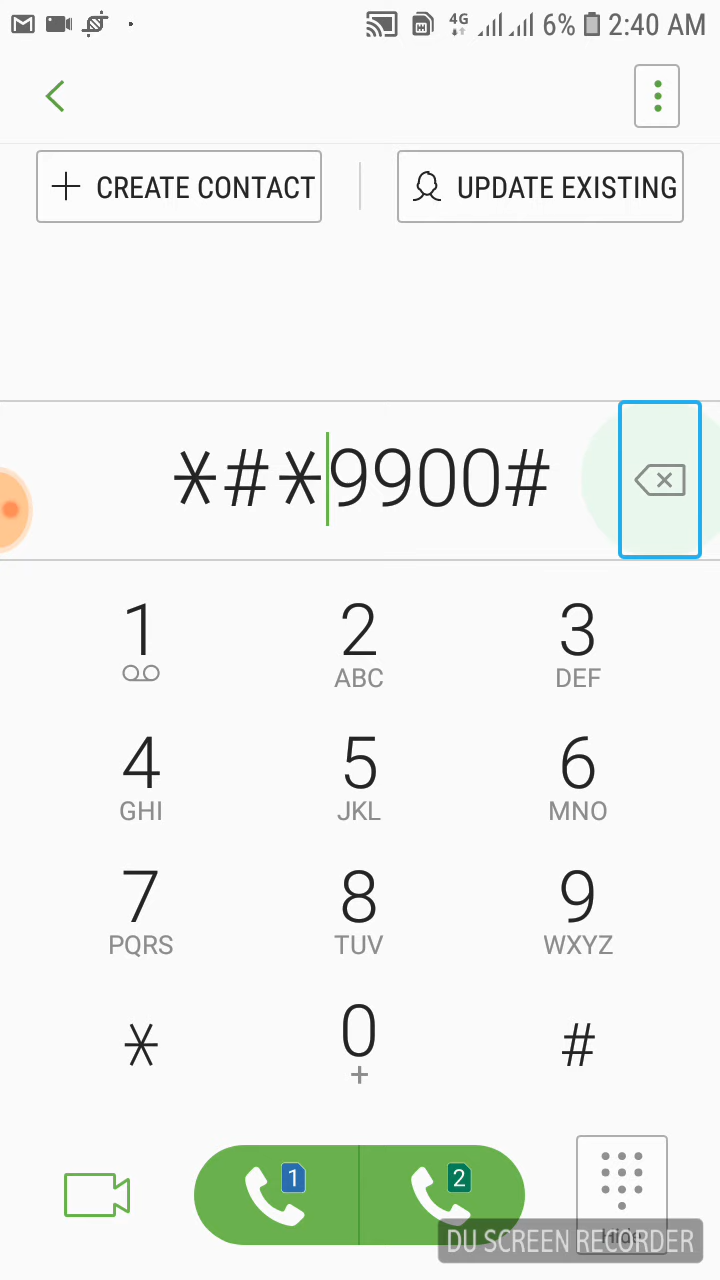 4G 6% 2:40 AM
CREATE CONTACT UPDATE EXISTING
*#*9900#
1 2 3
ABC DEF
4 5 6
GHI JKL MNO
7 8 9
PQRS TUV WXYZ
* 0 #
+
1 2
Hide
DU SCREEN RECORDER